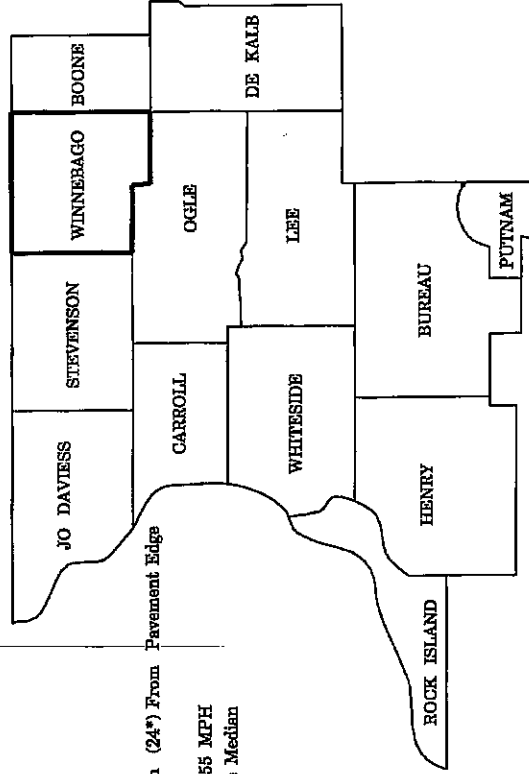 JO DAVIESS
STEVENSON
WINNEBAGO
BOONE
CARROLL
OGLE
DE KALB
WHITESIDE
LEE
ROCK ISLAND
HENRY
BUREAU
PUTNAM
(24*) From Pavement Edge
55 MPH
Median